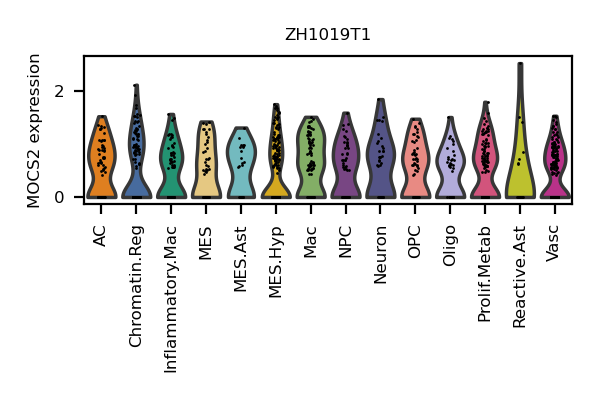 ZH1019T1
MOCS2 expression
2
0
AC
Chromatin.Reg
Inflammatory.Mac
MES
MES.Ast
MES.Hyp
Mac
NPC
Neuron
OPC
Oligo
Prolif.Metab
Reactive.Ast
Vasc